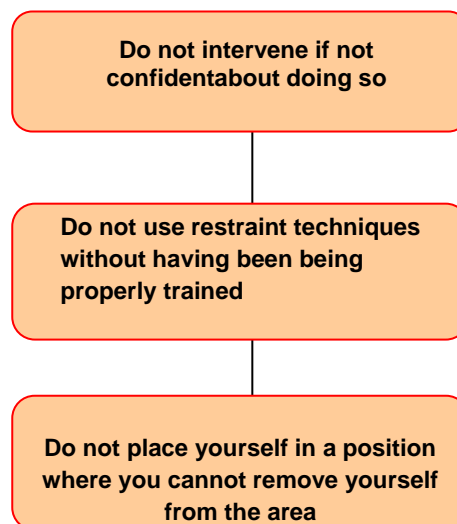 Do not intervene if not
confidentabout doing so
Do not use restraint techniques
without having been being
properly trained
Do not place yourself in a position
where you cannot remove yourself
from the area